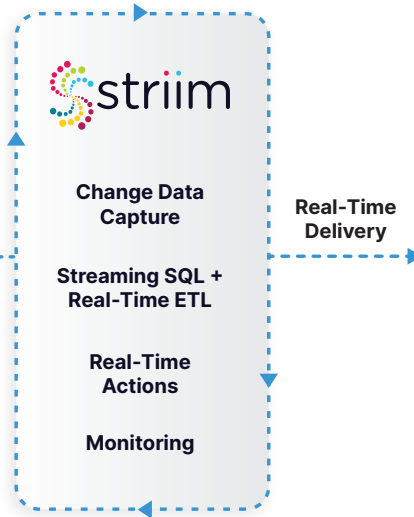 striim
Change Data
Capture
Streaming SQL +
Real-Time ETL
Real-Time
Actions
Monitoring
Real-Time
Delivery